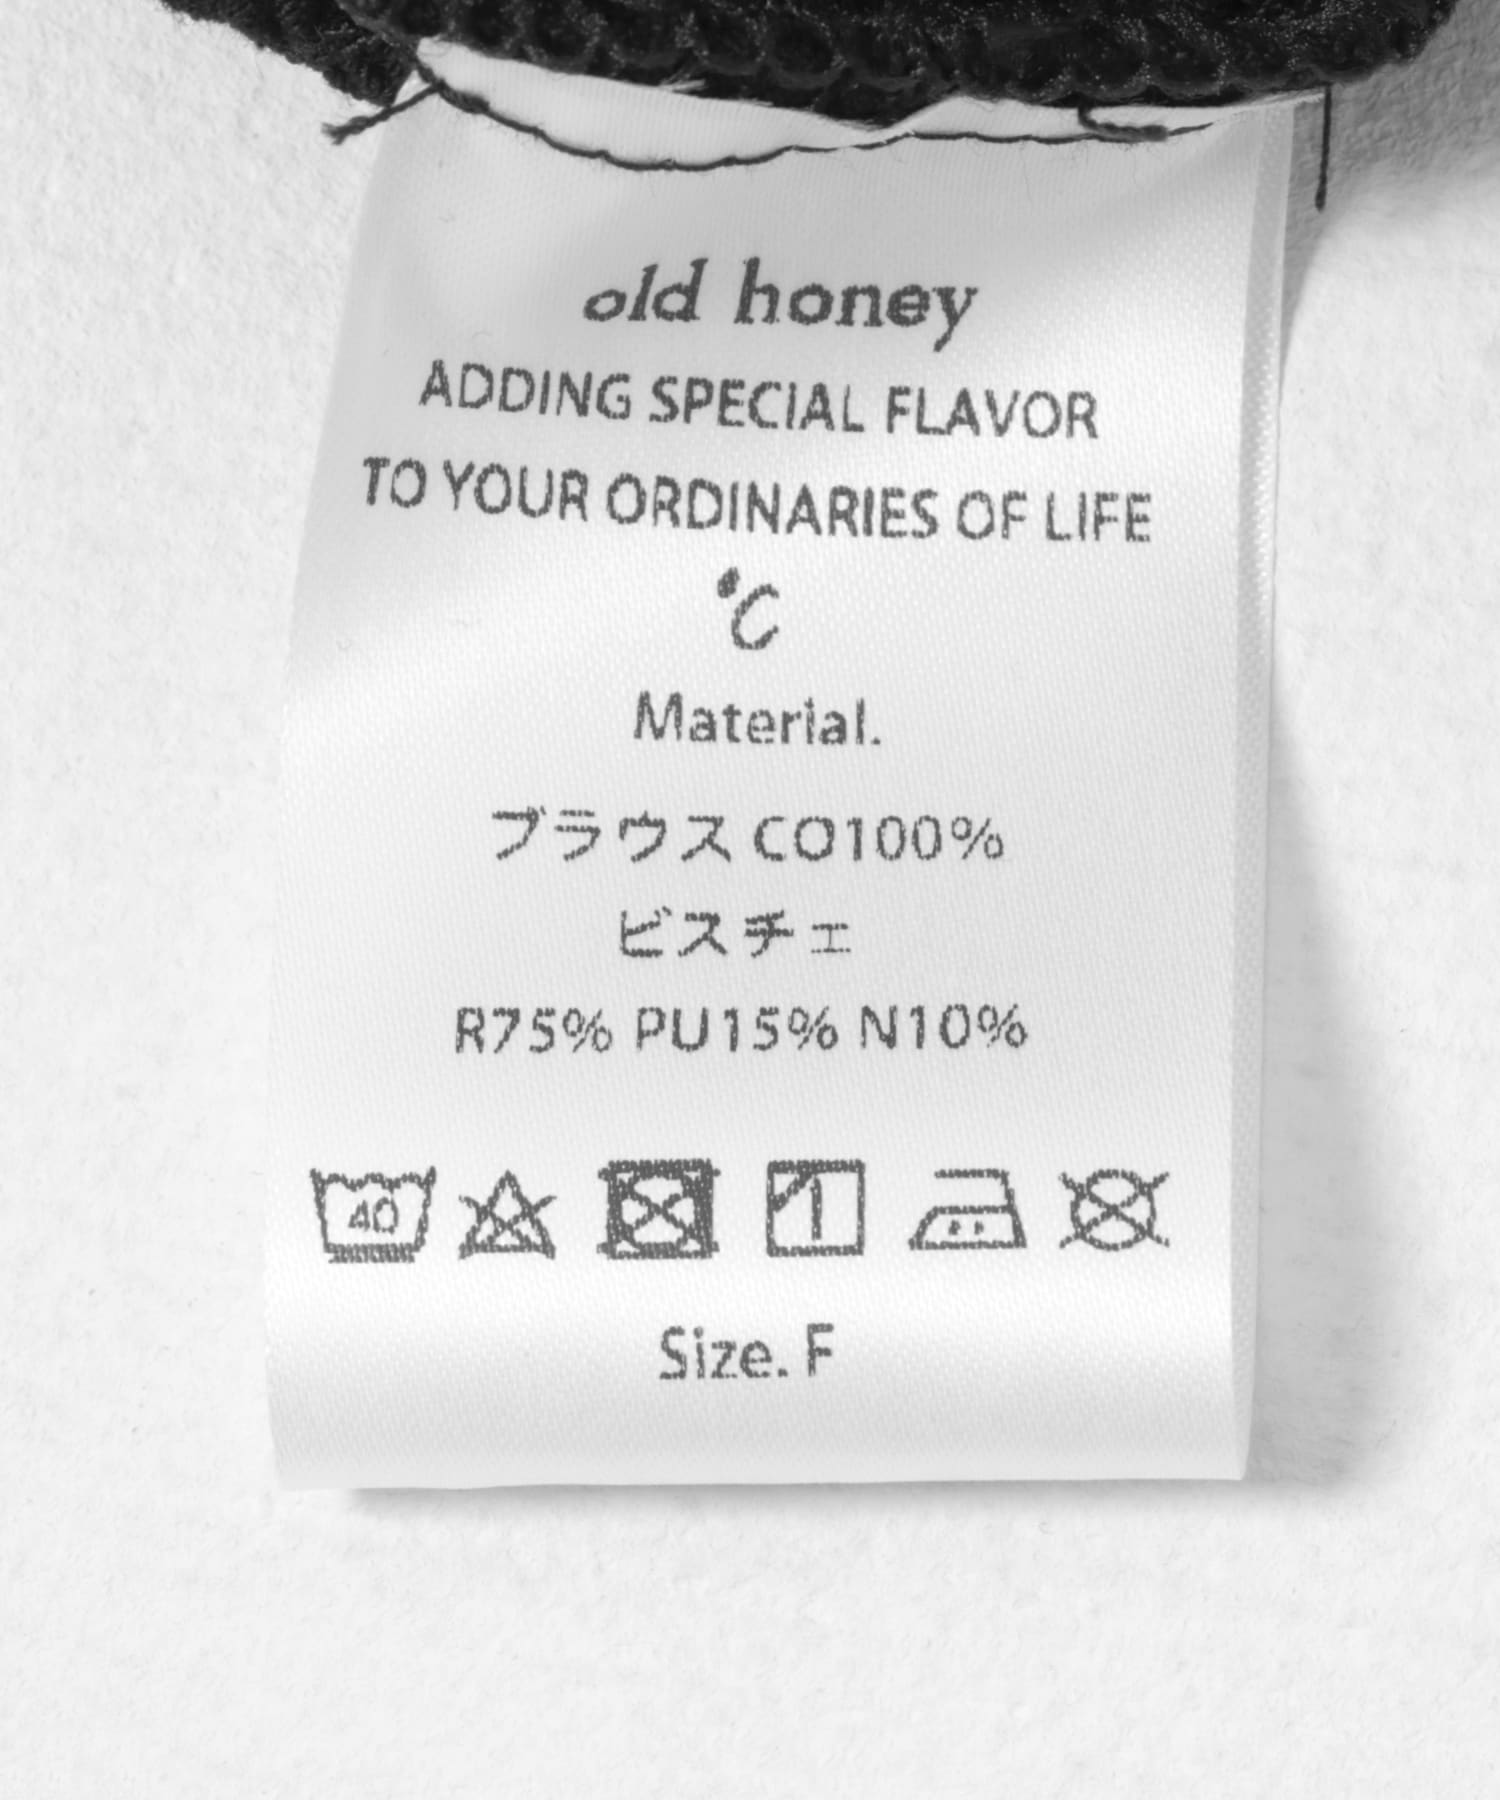 old honey
ADDING SPECIAL FLAVOR
TO YOUR ORDINARIES OF LIFE
℃
Material.
ブラウス CO100%
ビスチェ
R75% PU15% N10%
40
Size. F